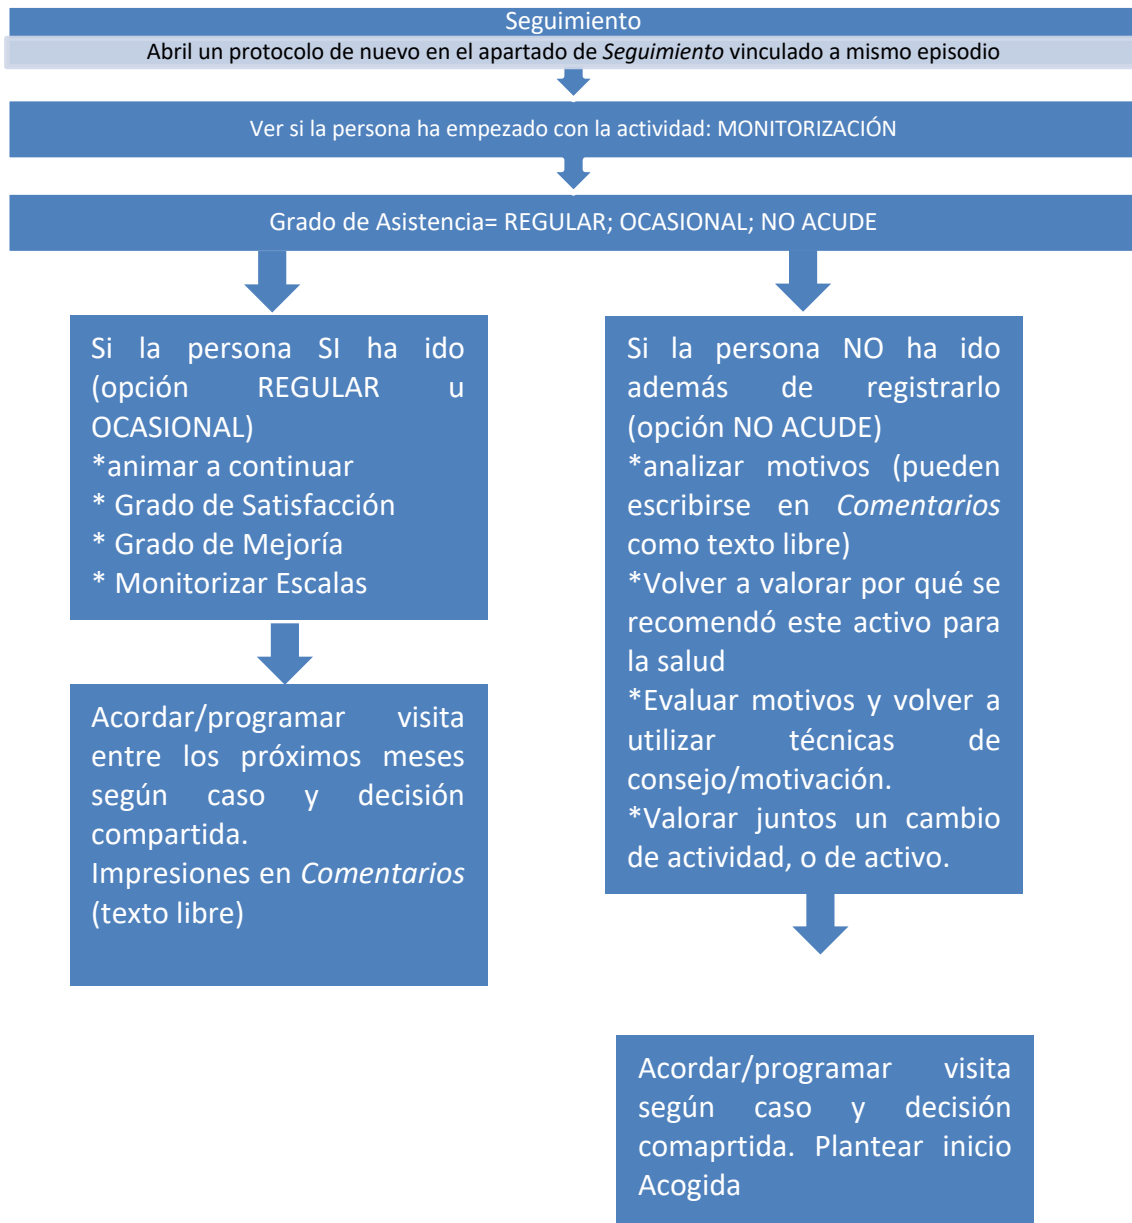 Seguimiento
Abril un protocolo de nuevo en el apartado de Seguimiento vinculado a mismo episodio
Ver si la persona ha empezado con la actividad: MONITORIZACIÓN
Grado de Asistencia= REGULAR; OCASIONAL; NO ACUDE
Si la persona SI ha ido
(opción REGULAR u
OCASIONAL)
*animar a continuar
* Grado de Satisfacción
* Grado de Mejoría
* Monitorizar Escalas
Acordar/programar visita
entre los próximos meses
según caso y decisión
compartida.
Impresiones en Comentarios
(texto libre)
Si la persona NO ha ido
además de registrarlo
(opción NO ACUDE)
*analizar motivos (pueden
escribirse en Comentarios
como texto libre)
*Volver a valorar por qué se
recomendó este activo para
la salud
*Evaluar motivos y volver a
utilizar técnicas de
consejo/motivación.
*Valorar juntos un cambio
de actividad, o de activo.
Acordar/programar visita
según caso y decisión
comaprtida. Plantear inicio
Acogida